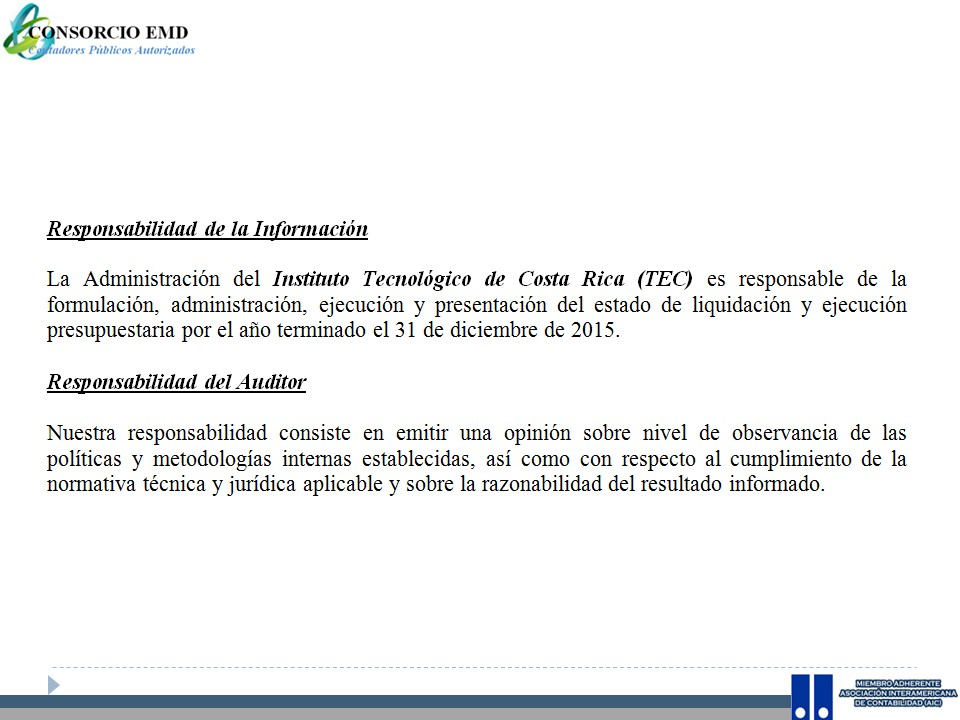 CONSORCIO EMD
Contadores Públicos Autorizados
Responsabilidad de la Información
La Administración del Instituto Tecnológico de Costa Rica (TEC) es responsable de la
formulación, administración, ejecución y presentación del estado de liquidación y ejecución
presupuestaria por el año terminado el 31 de diciembre de 2015.
Responsabilidad del Auditor
Nuestra responsabilidad consiste en emitir una opinión sobre nivel de observancia de las
políticas y metodologías internas establecidas, así como con respecto al cumplimiento de la
normativa técnica y jurídica aplicable y sobre la razonabilidad del resultado informado.
MIEMBRO ADHERENTE
ASOCIACIÓN INTERAMERICANA
DE CONTABILIDAD (AIC)